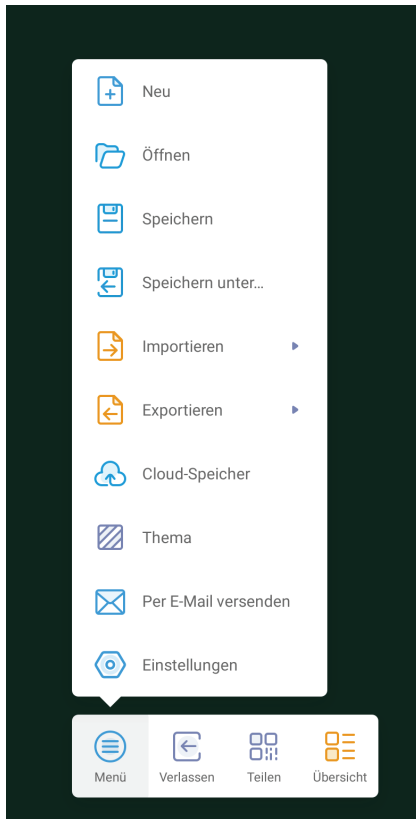 Neu
Öffnen
Speichern
Speichern unter...
Importieren
Exportieren
Cloud-Speicher
Thema
Per E-Mail versenden
Einstellungen
Menü Verlassen Teilen Übersicht